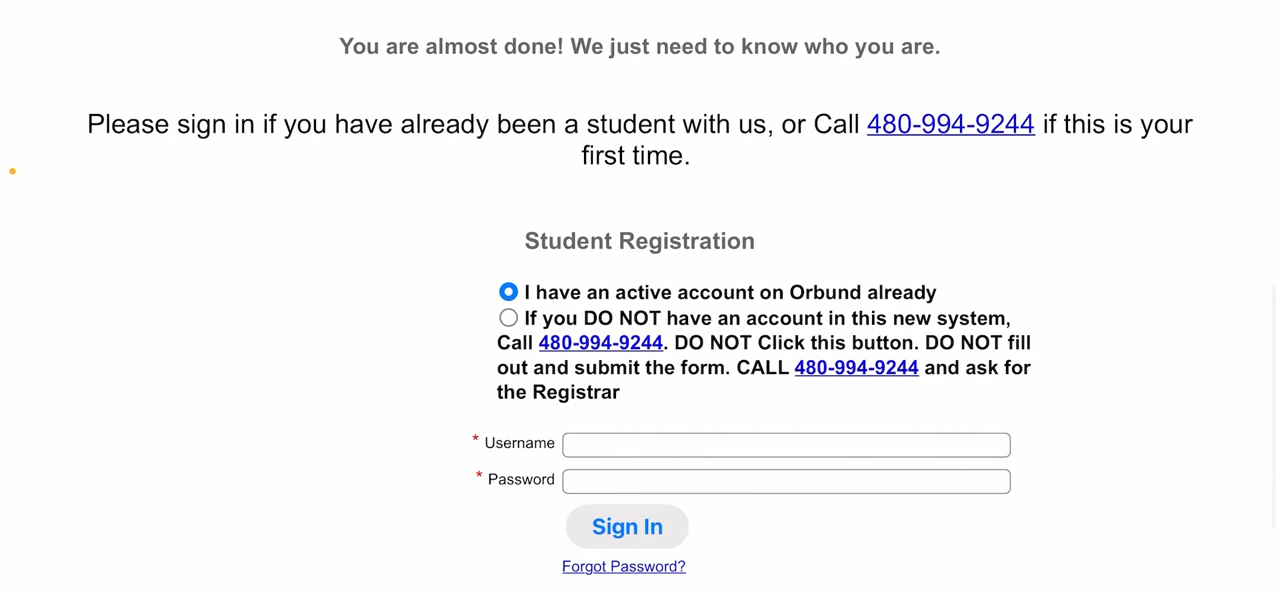 You are almost done! We just need to know who you are.
Please sign in if you have already been a student with us, or Call 480-994-9244 if this is your
first time.
Student Registration
I have an active account on Orbund already
If you DO NOT have an account in this new system,
Call 480-994-9244. DO NOT Click this button. DO NOT fill
out and submit the form. CALL 480-994-9244 and ask for
the Registrar
* Username
* Password
Sign In
Forgot Password?